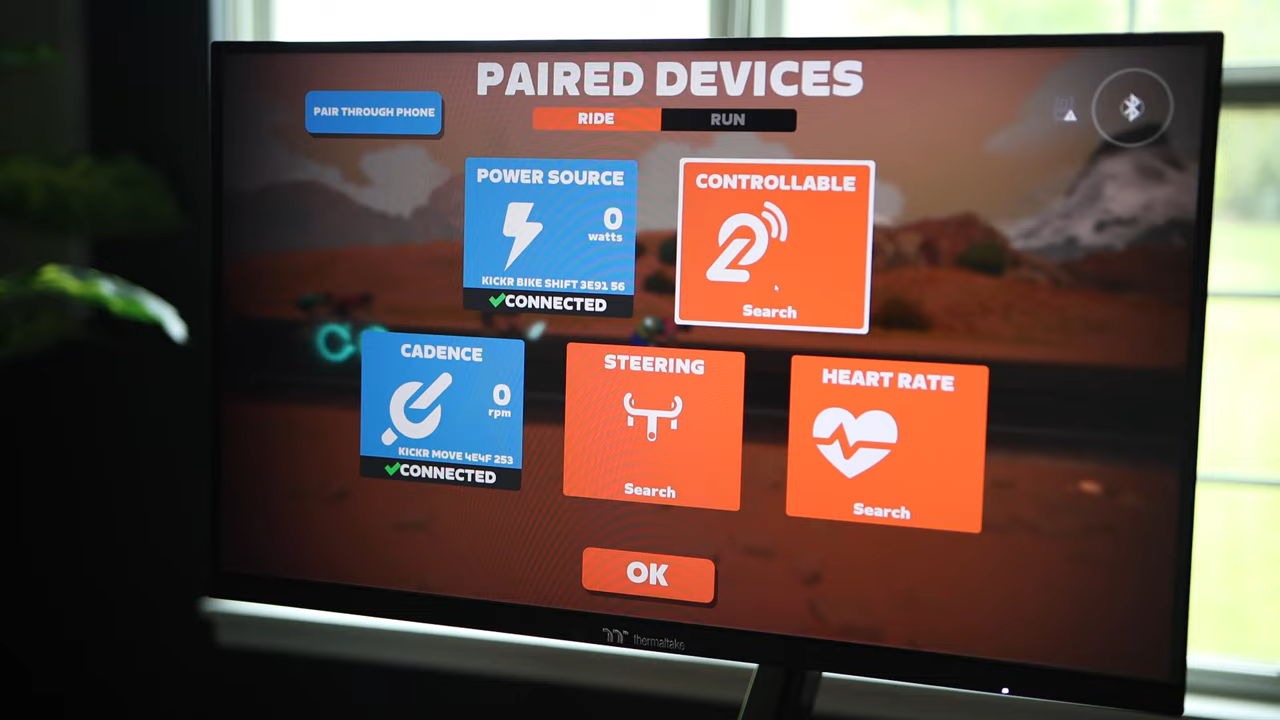 PAIRED DEVICES
PAIR THROUGH PHONE
RIDE
RUN
POWER SOURCE
0
watts
KICKR BIKE SHIFT 3E91 56
CONNECTED
CONTROLLABLE
Search
CADENCE
0
rpm
KICKR MOVE 4E4F 253
CONNECTED
STEERING
Search
HEART RATE
Search
OK
thermaltake